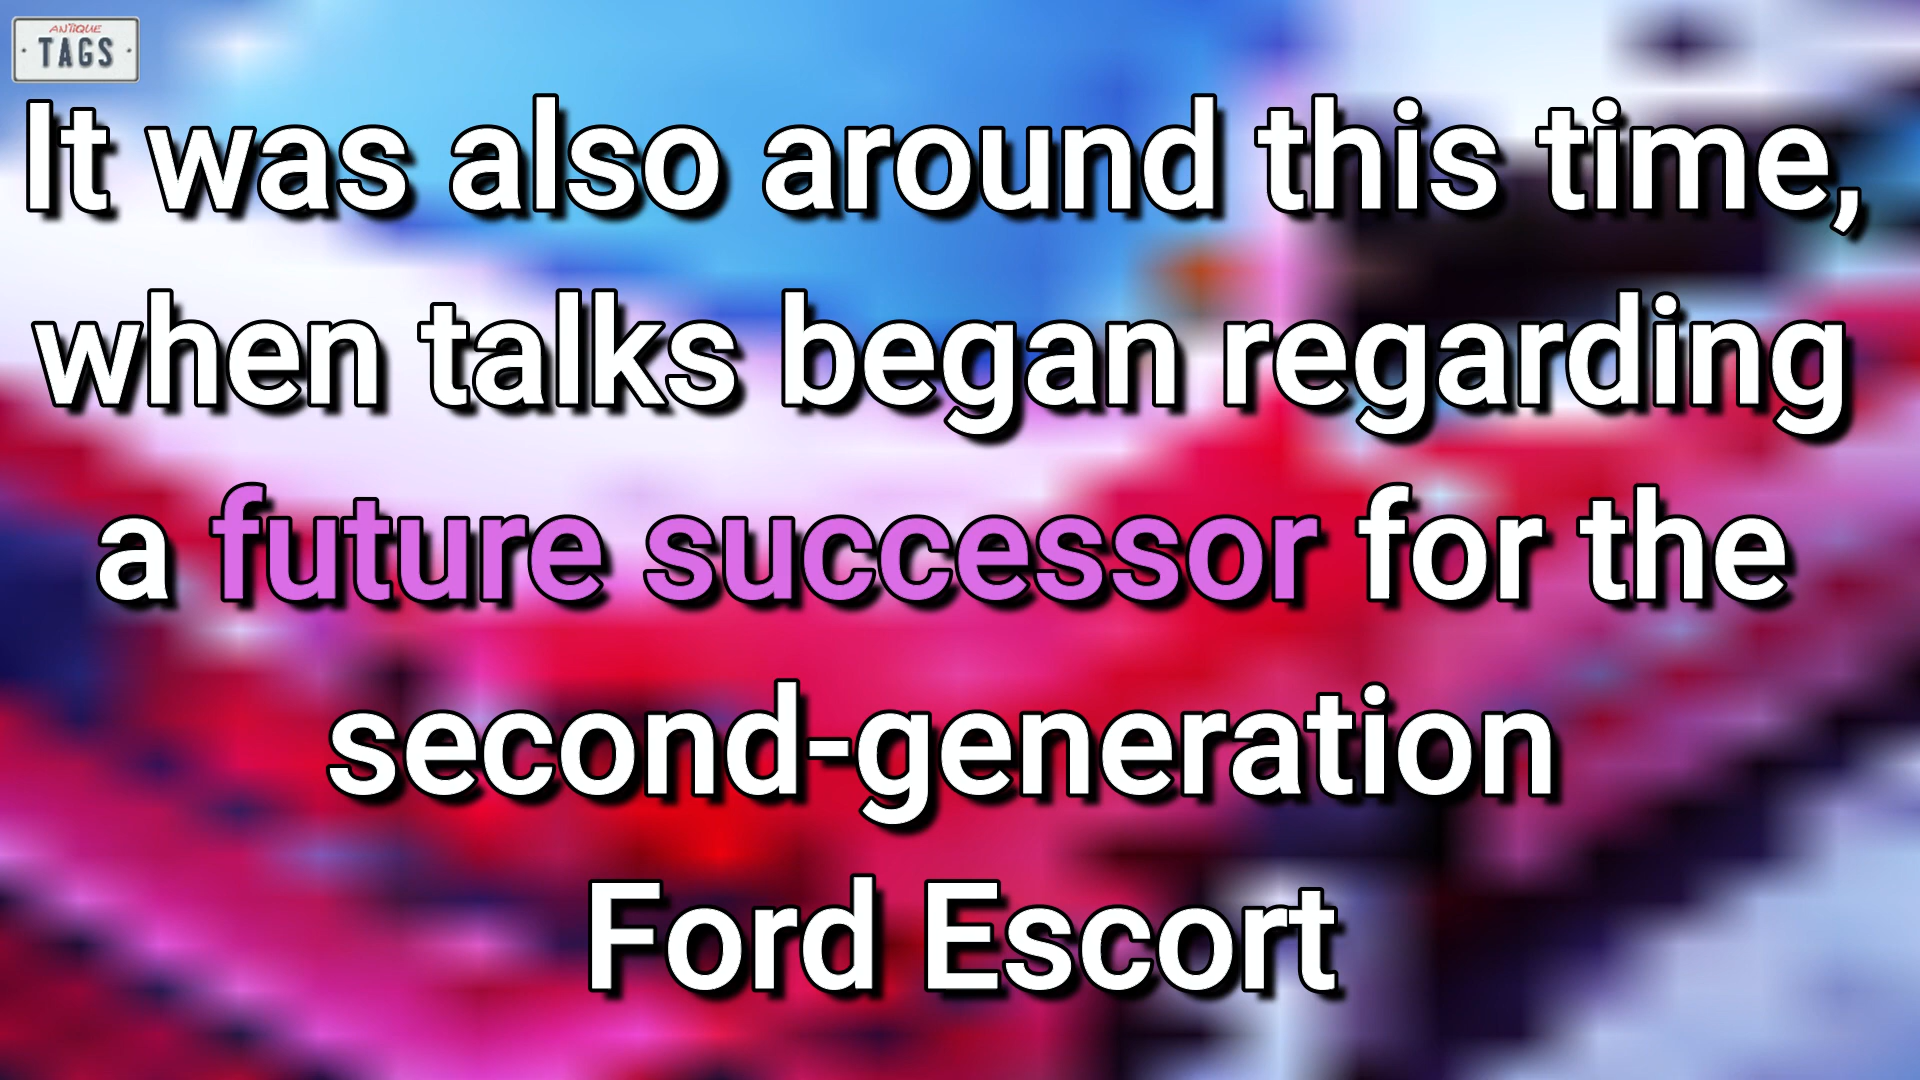 ANTIQUE
TAGS
It was also around this time,
when talks began regarding
a future successor for the
second-generation
Ford Escort